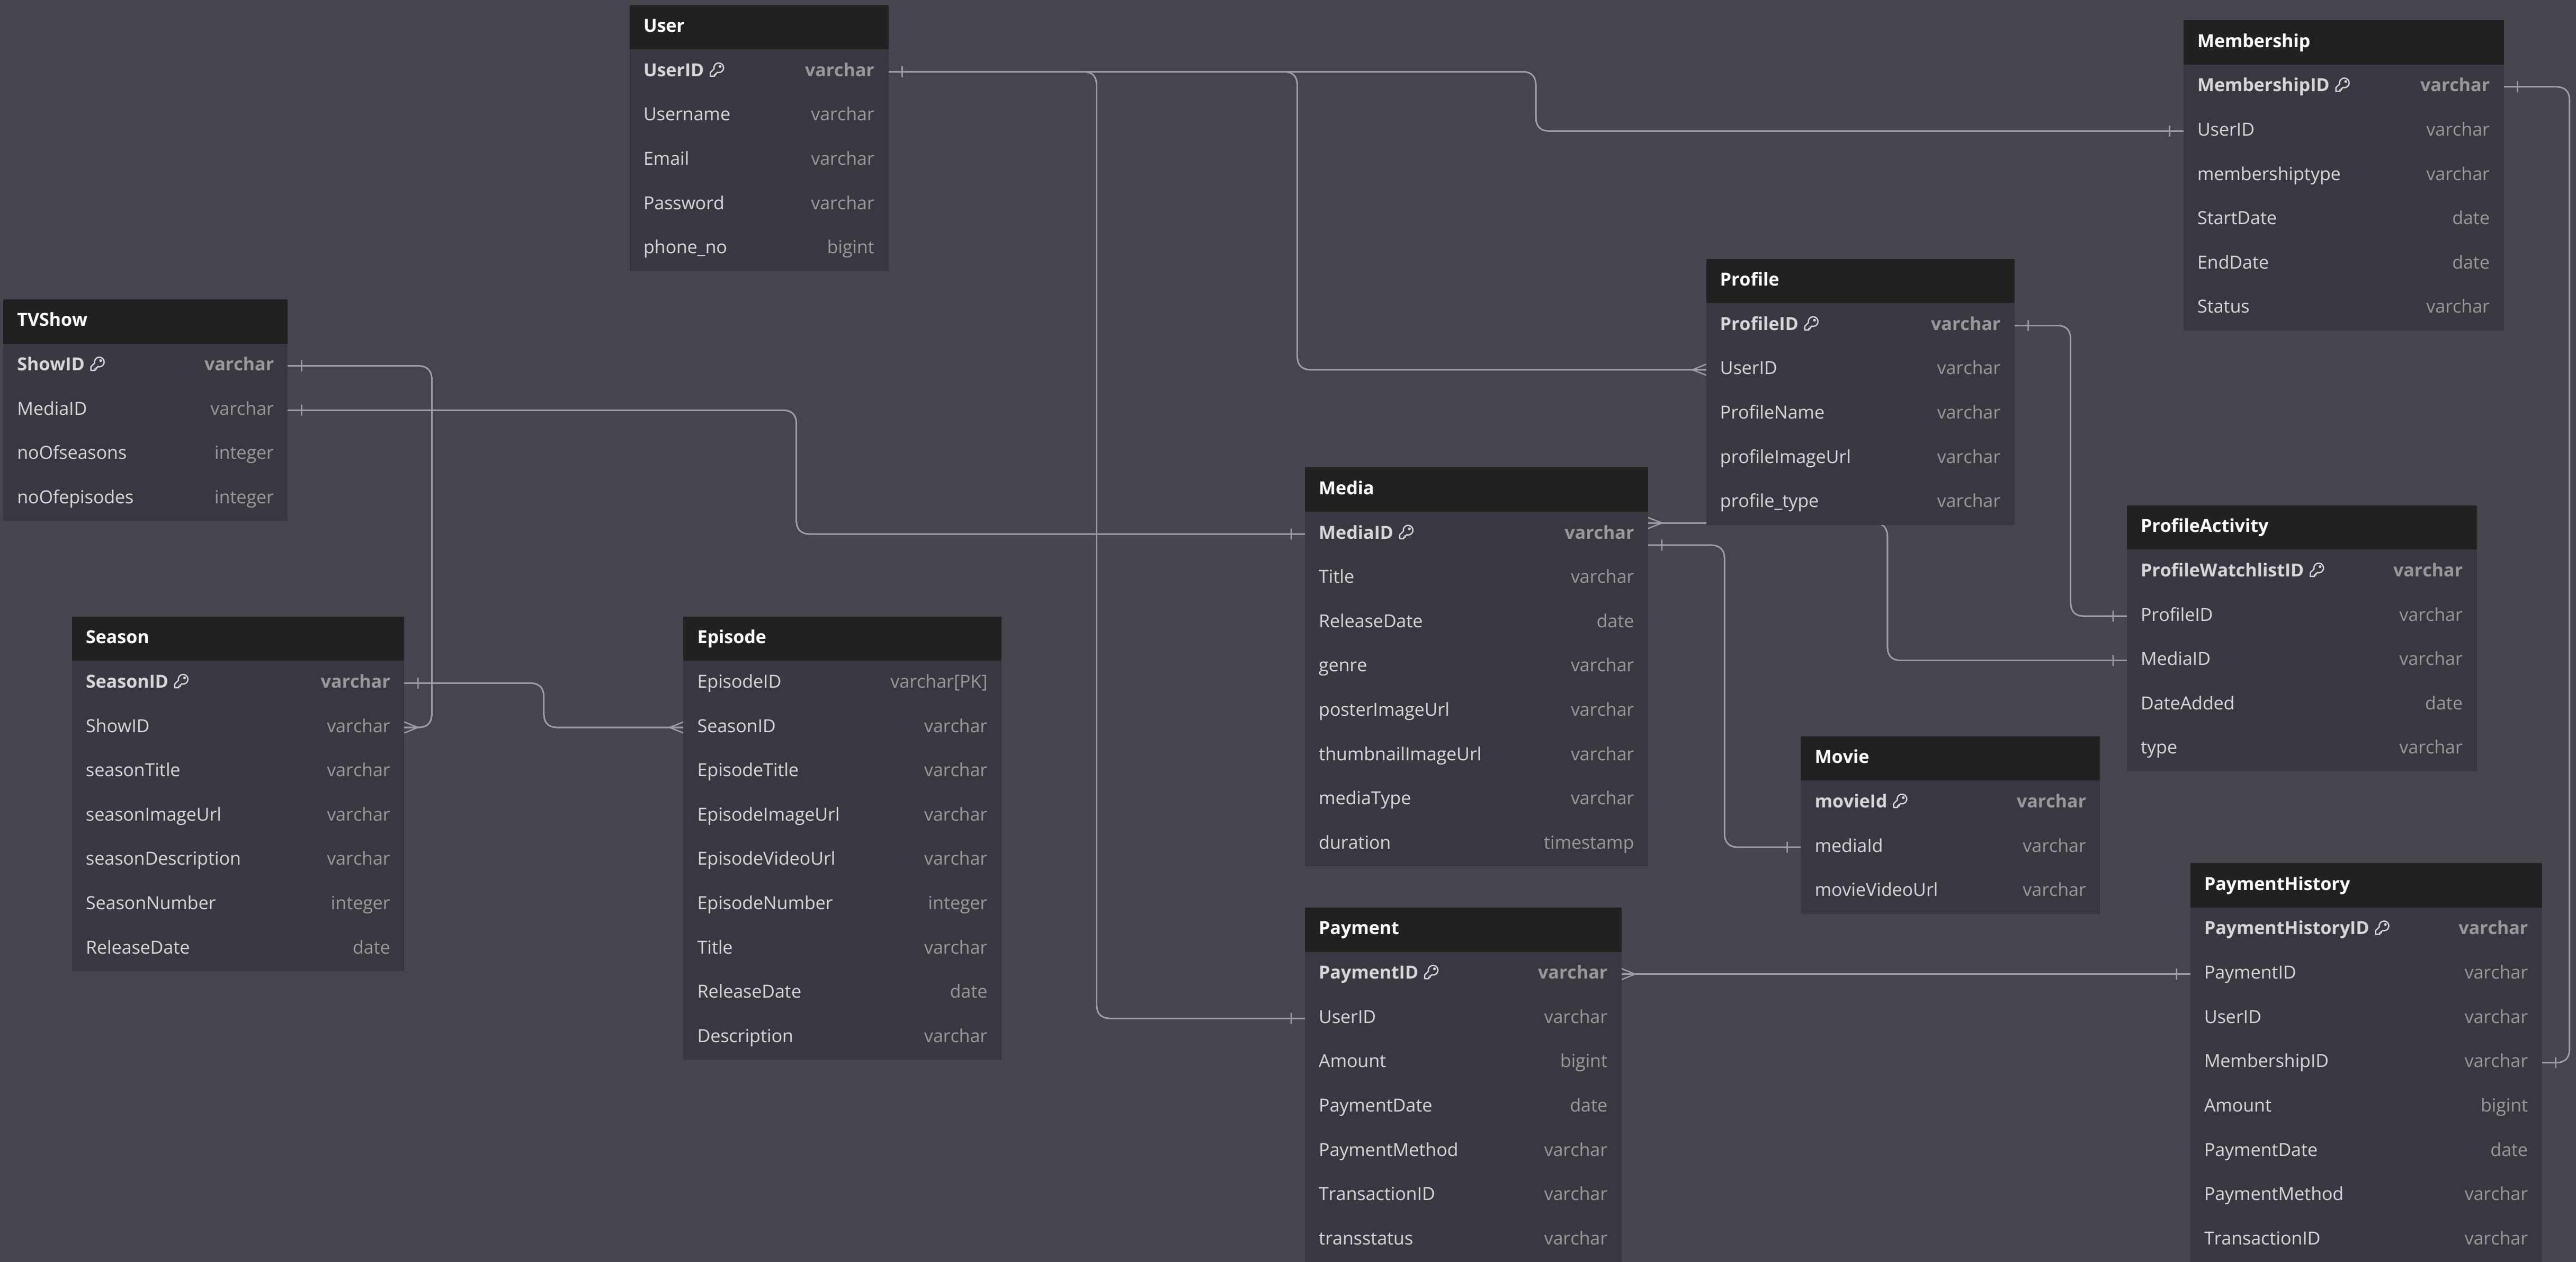 User
UserID varchar
Username varchar
Email varchar
Password varchar
phone_no bigint
Membership
MembershipID varchar
UserID varchar
membershiptype varchar
StartDate date
EndDate date
Status varchar
TVShow
ShowID varchar
MediaID varchar
noOfseasons integer
noOfepisodes integer
Profile
ProfileID varchar
UserID varchar
ProfileName varchar
profileImageUrl varchar
profile_type varchar
Media
MediaID varchar
Title varchar
ReleaseDate date
genre varchar
posterImageUrl varchar
thumbnailImageUrl varchar
mediaType varchar
duration timestamp
ProfileActivity
ProfileWatchlistID varchar
ProfileID varchar
MediaID varchar
DateAdded date
type varchar
Season
SeasonID varchar
ShowID varchar
seasonTitle varchar
seasonImageUrl varchar
seasonDescription varchar
SeasonNumber integer
ReleaseDate date
Episode
EpisodeID varchar[PK]
SeasonID varchar
EpisodeTitle varchar
EpisodeImageUrl varchar
EpisodeVideoUrl varchar
EpisodeNumber integer
Title varchar
ReleaseDate date
Description varchar
Movie
movieId varchar
mediaId varchar
movieVideoUrl varchar
Payment
PaymentID varchar
UserID varchar
Amount bigint
PaymentDate date
PaymentMethod varchar
TransactionID varchar
transstatus varchar
PaymentHistory
PaymentHistoryID varchar
PaymentID varchar
UserID varchar
MembershipID varchar
Amount bigint
PaymentDate date
PaymentMethod varchar
TransactionID varchar